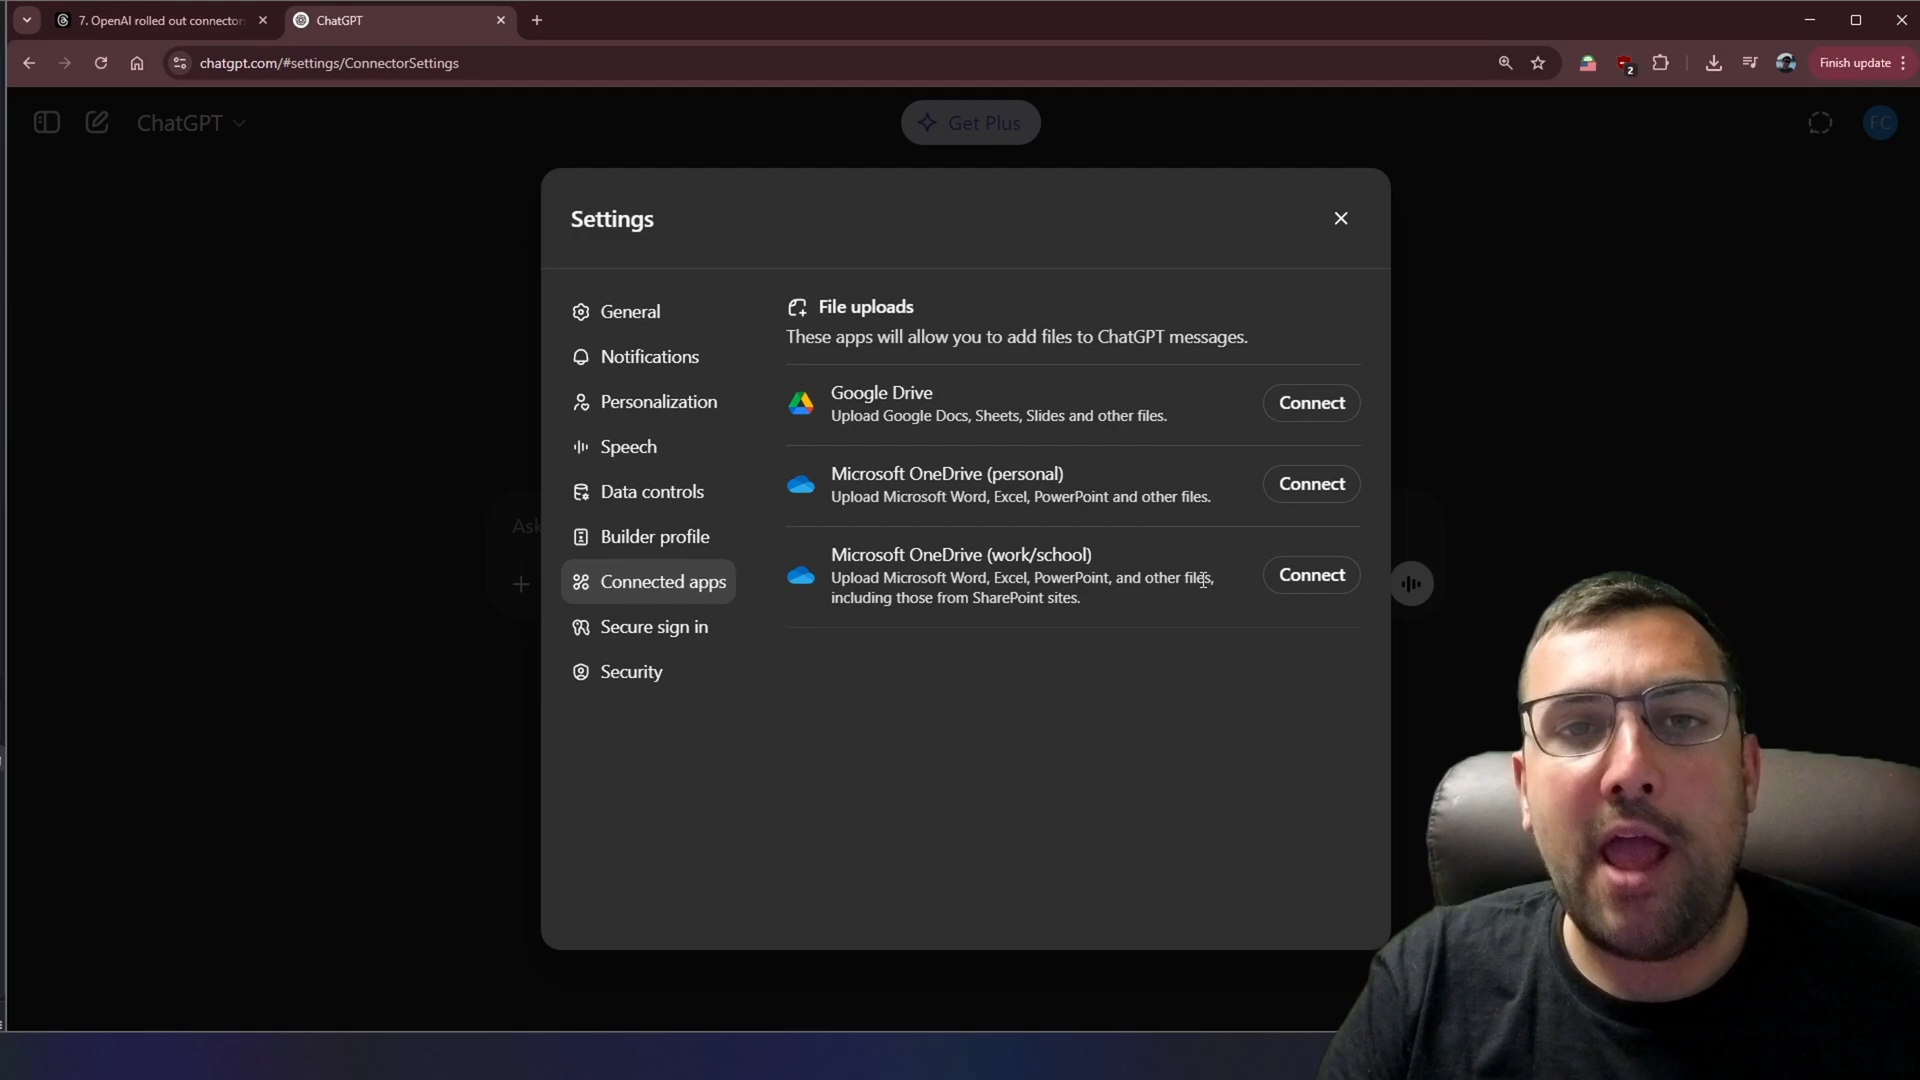 7. OpenAI rolled out connector
ChatGPT
chatgpt.com/#settings/ConnectorSettings
2
Finish update
ChatGPT
Get Plus
FC
Settings
General
Notifications
Personalization
Speech
Data controls
Builder profile
Connected apps
Secure sign in
Security
File uploads
These apps will allow you to add files to ChatGPT messages.
Google Drive
Upload Google Docs, Sheets, Slides and other files.
Connect
Microsoft OneDrive (personal)
Upload Microsoft Word, Excel, PowerPoint and other files.
Connect
Microsoft OneDrive (work/school)
Upload Microsoft Word, Excel, PowerPoint, and other files,
including those from SharePoint sites.
Connect
Ask